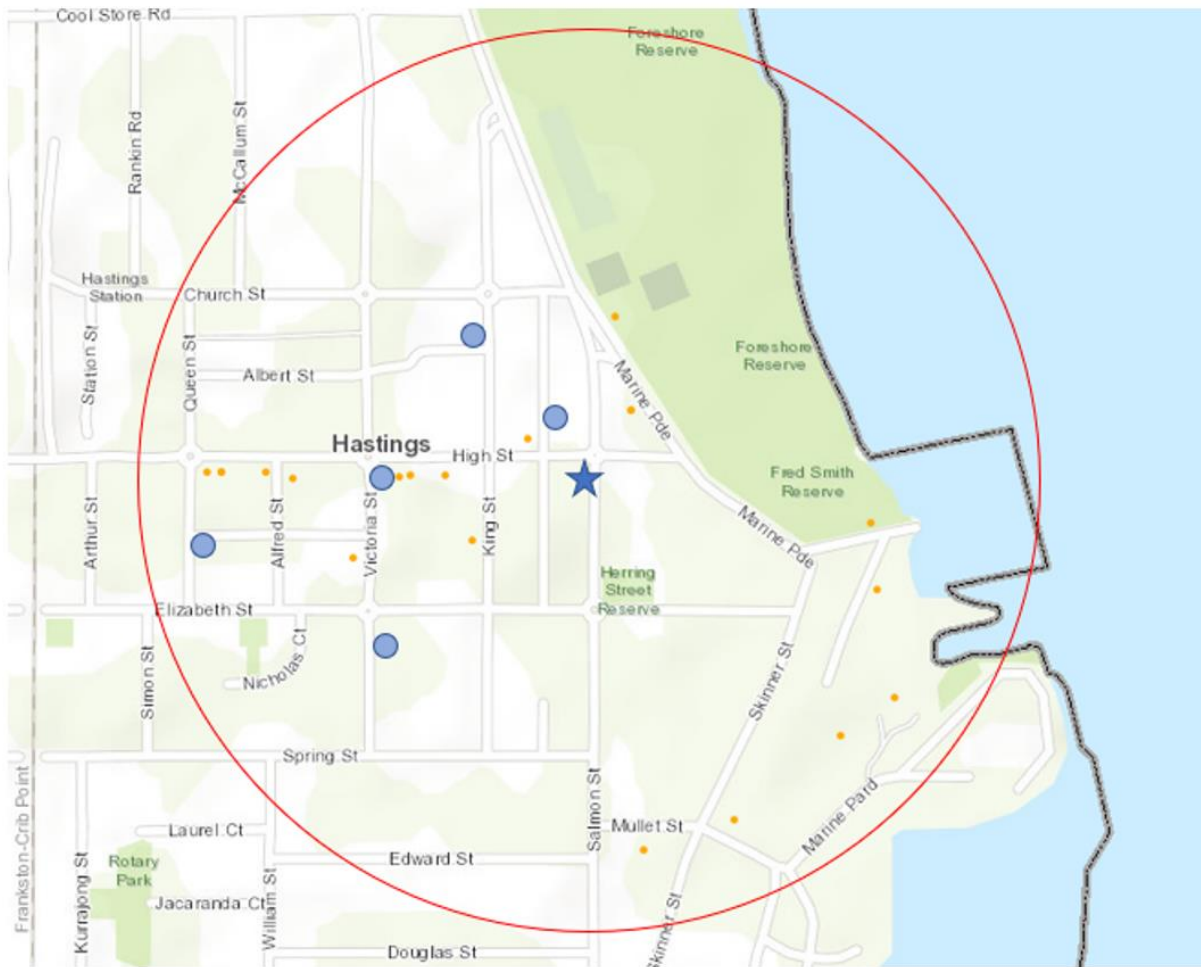 Cool Store Rd
Foreshore
Reserve
Rankin Rd
McCallum St
Hastings
Station
Church St
Station St
Queen St
Albert St
Foreshore
Reserve
Marine Pde
Hastings
High St
Fred Smith
Reserve
Arthur St
Alfred St
Victoria St
King St
Marine Pde
Herring
Street
Reserve
Elizabeth St
Simon St
Nicholas Ct
Skinner St
Spring St
Frankston-Crib Point
Salmon St
Marine Pard
Laurel Ct
Mullet St
Rotary
Park
Edward St
Kurrajong St
Jacaranda Ct
William St
Skinner St
Douglas St